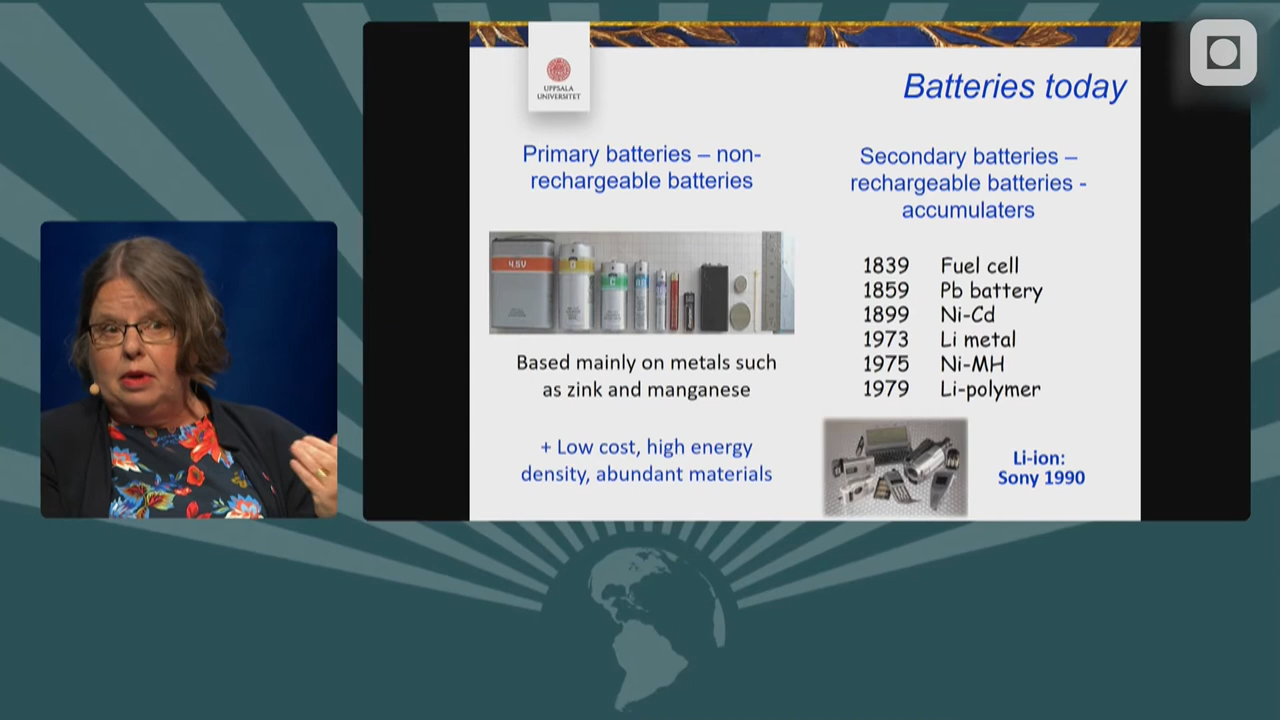 UPPSALA
UNIVERSITET
Batteries today
Primary batteries – non-
rechargeable batteries
Secondary batteries –
rechargeable batteries -
accumulaters
4.5V
Based mainly on metals such
as zink and manganese
+ Low cost, high energy
density, abundant materials
1839 Fuel cell
1859 Pb battery
1899 Ni-Cd
1973 Li metal
1975 Ni-MH
1979 Li-polymer
Li-ion:
Sony 1990